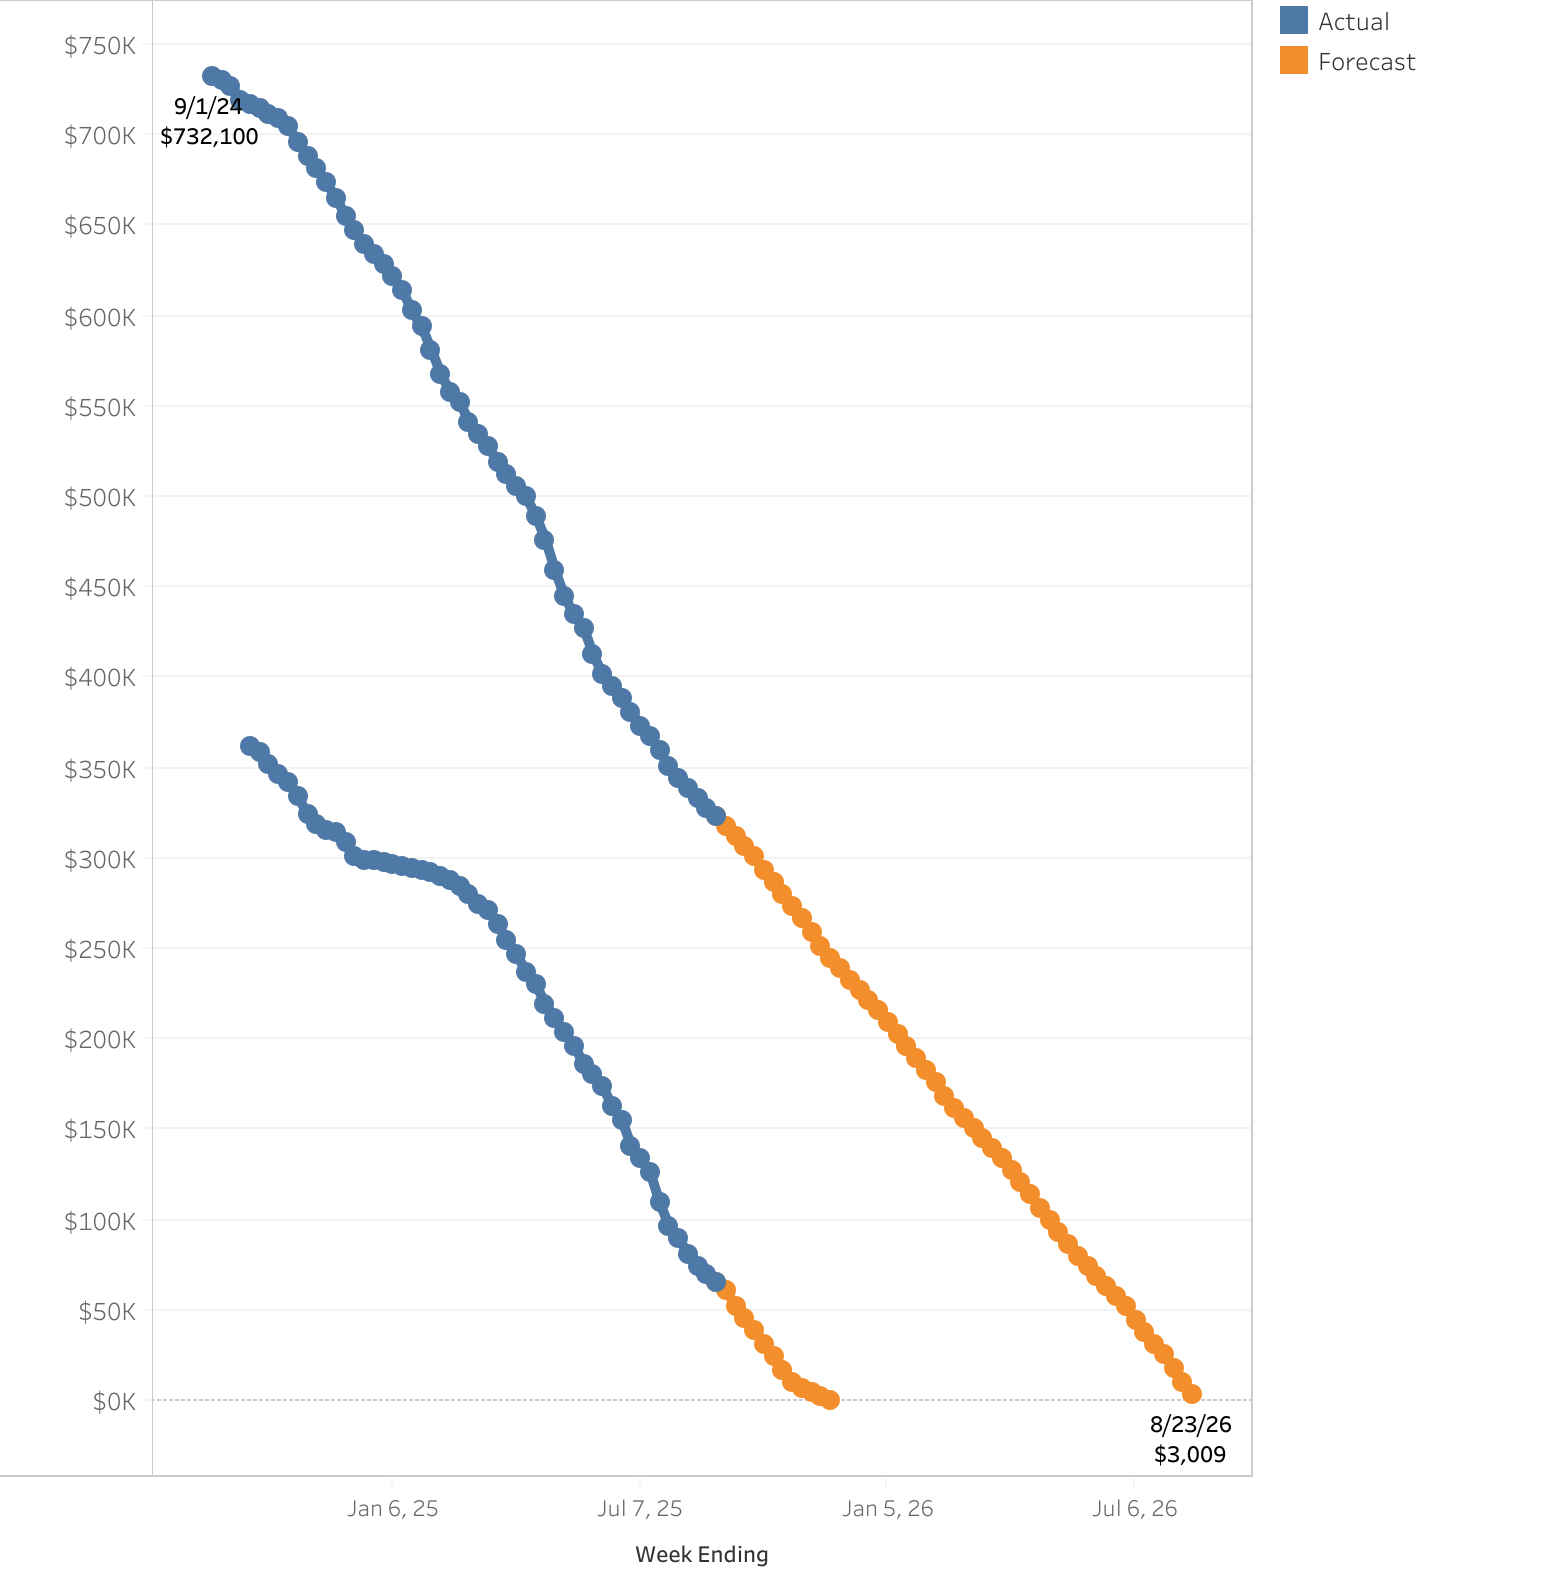 Actual
Forecast
$750K
9/1/24
$732,100
$700K
$650K
$600K
$550K
$500K
$450K
$400K
$350K
$300K
$250K
$200K
$150K
$100K
$50K
$0K
8/23/26
$3,009
Jan 6, 25
Jul 7, 25
Jan 5, 26
Jul 6, 26
Week Ending